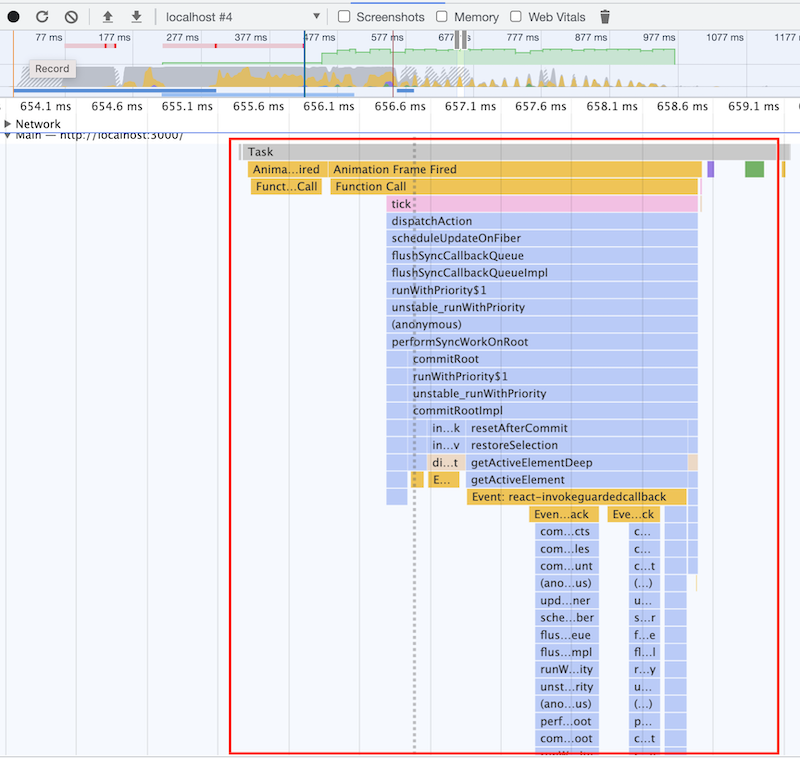 localhost #4 Screenshots Memory Web Vitals
77 ms 177 ms 277 ms 377 ms 477 ms 577 ms 677 777 ms 877 ms 977 ms 1077 ms 1177
Record
654.1 ms 654.6 ms 655.1 ms 655.6 ms 656.1 ms 656.6 ms 657.1 ms 657.6 ms 658.1 ms 658.6 ms 659.1 ms
Network
Main — http://localhost:3000/
Task
Anima…ired Animation Frame Fired
Funct…Call Function Call
tick
dispatchAction
scheduleUpdateOnFiber
flushSyncCallbackQueue
flushSyncCallbackQueueImpl
runWithPriority$1
unstable_runWithPriority
(anonymous)
performSyncWorkOnRoot
commitRoot
runWithPriority$1
unstable_runWithPriority
commitRootImpl
in…k resetAfterCommit
in…v restoreSelection
di…t getActiveElementDeep
E… getActiveElement
Event: react-invokeguardedcallback
Even…ack Eve…ck
com…cts c…
com…les c…
com…unt c…t
(ano…us) (…)
upd…ner u…
sche…ber s…r
flus…eue f…e
flus…mpl fl…l
runW…ity r…y
unst…rity u…
(ano…us) (…)
perf…oot p…
com…oot c…t